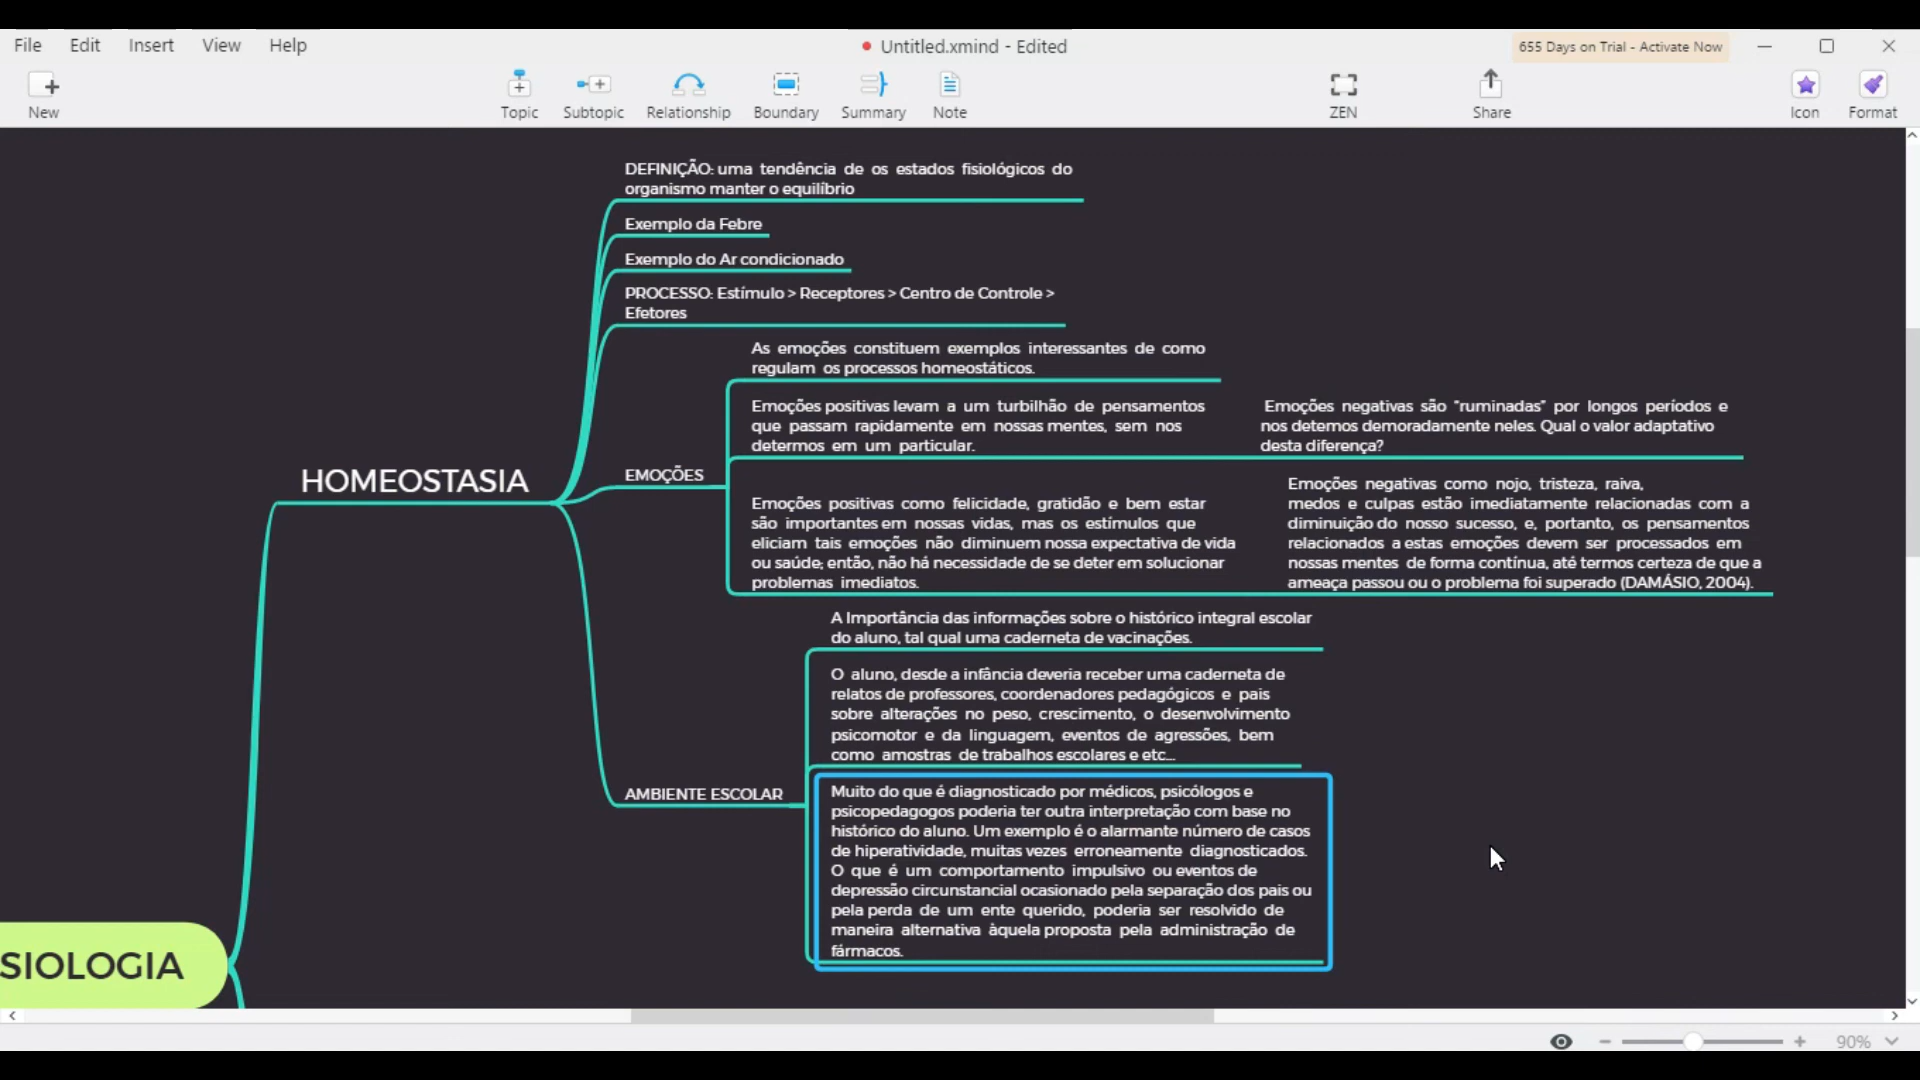 File Edit Insert View Help
Untitled.xmind - Edited
655 Days on Trial - Activate Now
New Topic Subtopic Relationship Boundary Summary Note ZEN Share Icon Format
DEFINIÇÃO: uma tendência de os estados fisiológicos do
organismo manter o equilíbrio
Exemplo da Febre
Exemplo do Ar condicionado
PROCESSO: Estímulo > Receptores > Centro de Controle >
Efetores
HOMEOSTASIA
EMOÇÕES
As emoções constituem exemplos interessantes de como
regulam os processos homeostáticos.
Emoções positivas levam a um turbilhão de pensamentos
que passam rapidamente em nossas mentes, sem nos
determos em um particular.
Emoções negativas são "ruminadas" por longos períodos e
nos detemos demoradamente neles. Qual o valor adaptativo
desta diferença?
Emoções positivas como felicidade, gratidão e bem estar
são importantes em nossas vidas, mas os estímulos que
eliciam tais emoções não diminuem nossa expectativa de vida
ou saúde; então, não há necessidade de se deter em solucionar
problemas imediatos.
Emoções negativas como nojo, tristeza, raiva,
medos e culpas estão imediatamente relacionadas com a
diminuição do nosso sucesso, e, portanto, os pensamentos
relacionados a estas emoções devem ser processados em
nossas mentes de forma contínua, até termos certeza de que a
ameaça passou ou o problema foi superado (DAMÁSIO, 2004).
AMBIENTE ESCOLAR
A Importância das informações sobre o histórico integral escolar
do aluno, tal qual uma caderneta de vacinações.
O aluno, desde a infância deveria receber uma caderneta de
relatos de professores, coordenadores pedagógicos e pais
sobre alterações no peso, crescimento, o desenvolvimento
psicomotor e da linguagem, eventos de agressões, bem
como amostras de trabalhos escolares e etc...
Muito do que é diagnosticado por médicos, psicólogos e
psicopedagogos poderia ter outra interpretação com base no
histórico do aluno. Um exemplo é o alarmante número de casos
de hiperatividade, muitas vezes erroneamente diagnosticados.
O que é um comportamento impulsivo ou eventos de
depressão circunstancial ocasionado pela separação dos pais ou
pela perda de um ente querido, poderia ser resolvido de
maneira alternativa àquela proposta pela administração de
fármacos.
SIOLOGIA
90%